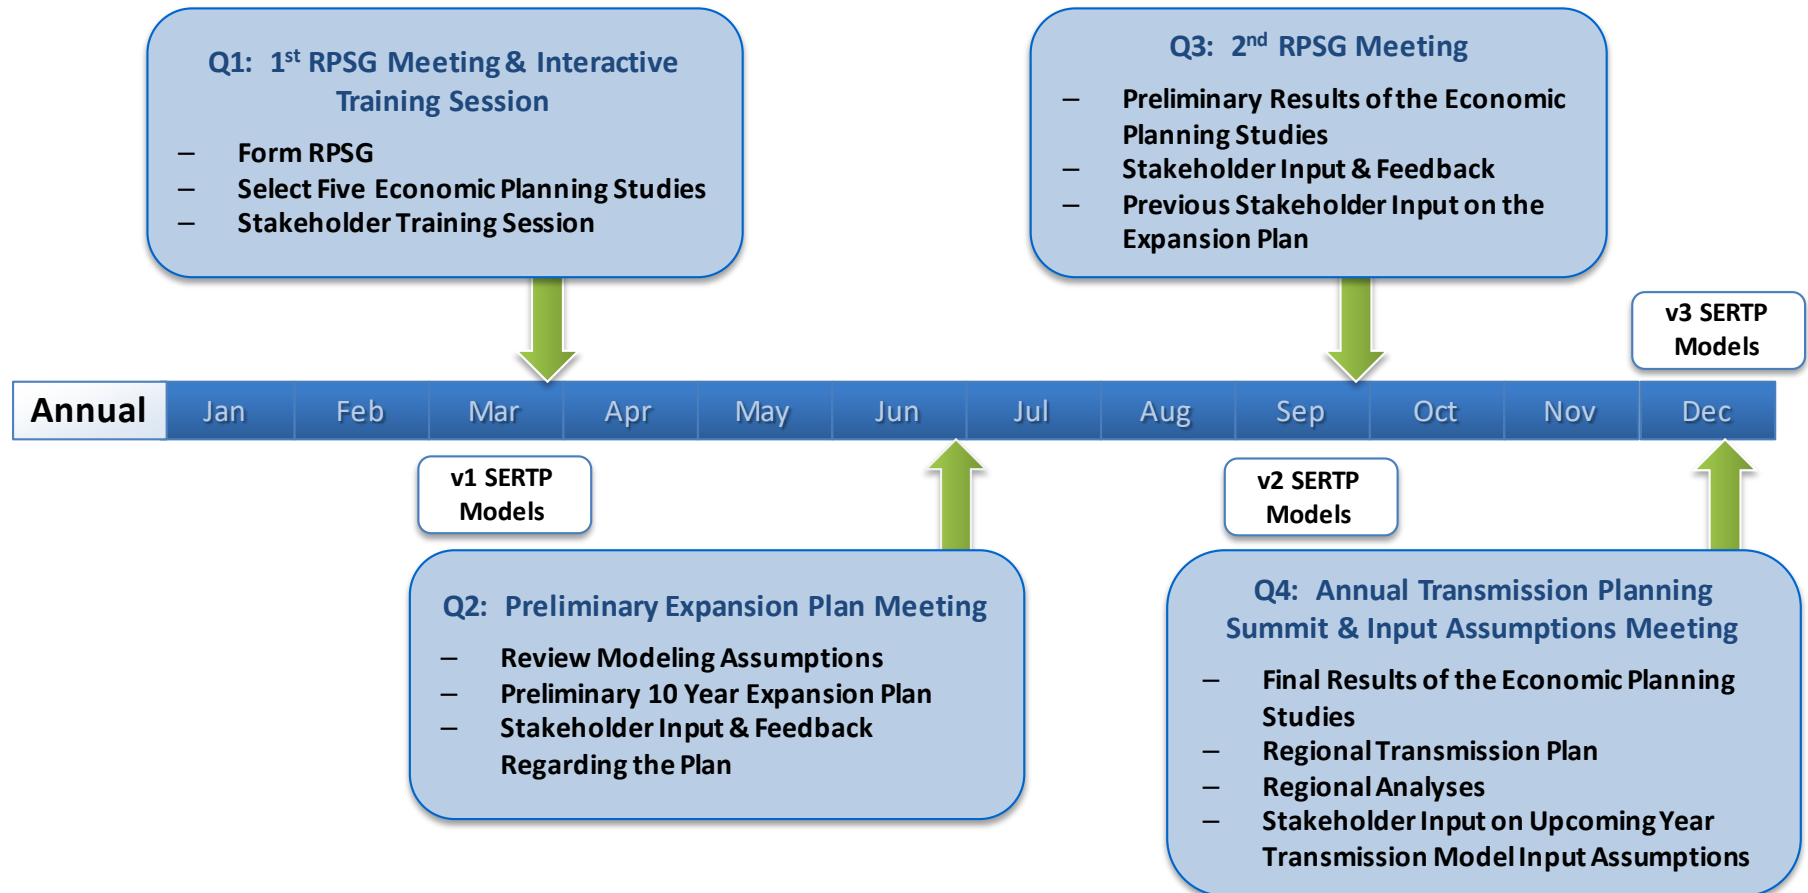 Q1: 1st RPSG Meeting & Interactive
Training Session
– Form RPSG
– Select Five Economic Planning Studies
– Stakeholder Training Session
Q3: 2nd RPSG Meeting
– Preliminary Results of the Economic
Planning Studies
– Stakeholder Input & Feedback
– Previous Stakeholder Input on the
Expansion Plan
v3 SERTP
Models
Annual Jan Feb Mar Apr May Jun Jul Aug Sep Oct Nov Dec
v1 SERTP
Models
v2 SERTP
Models
Q2: Preliminary Expansion Plan Meeting
– Review Modeling Assumptions
– Preliminary 10 Year Expansion Plan
– Stakeholder Input & Feedback
Regarding the Plan
Q4: Annual Transmission Planning
Summit & Input Assumptions Meeting
– Final Results of the Economic Planning
Studies
– Regional Transmission Plan
– Regional Analyses
– Stakeholder Input on Upcoming Year
Transmission Model Input Assumptions